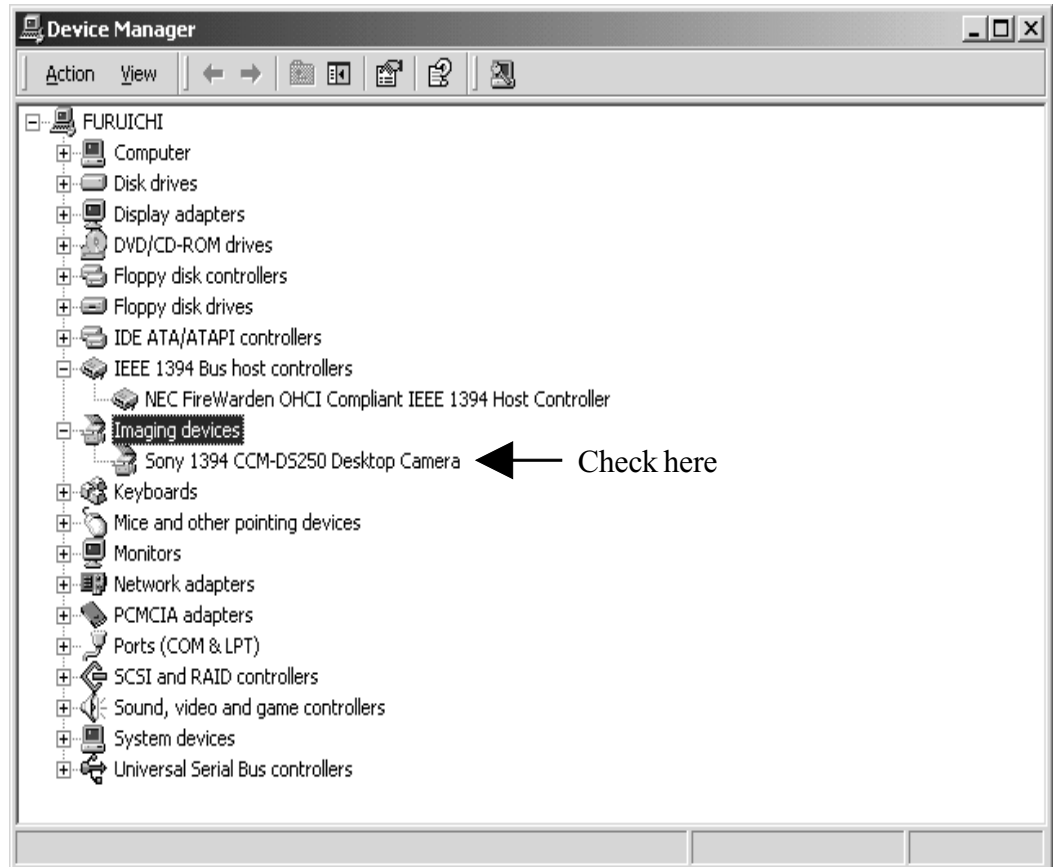 Device Manager
Action View
FURUICHI
Computer
Disk drives
Display adapters
DVD/CD-ROM drives
Floppy disk controllers
Floppy disk drives
IDE ATA/ATAPI controllers
IEEE 1394 Bus host controllers
NEC FireWarden OHCI Compliant IEEE 1394 Host Controller
Imaging devices
Sony 1394 CCM-DS250 Desktop Camera Check here
Keyboards
Mice and other pointing devices
Monitors
Network adapters
PCMCIA adapters
Ports (COM & LPT)
SCSI and RAID controllers
Sound, video and game controllers
System devices
Universal Serial Bus controllers